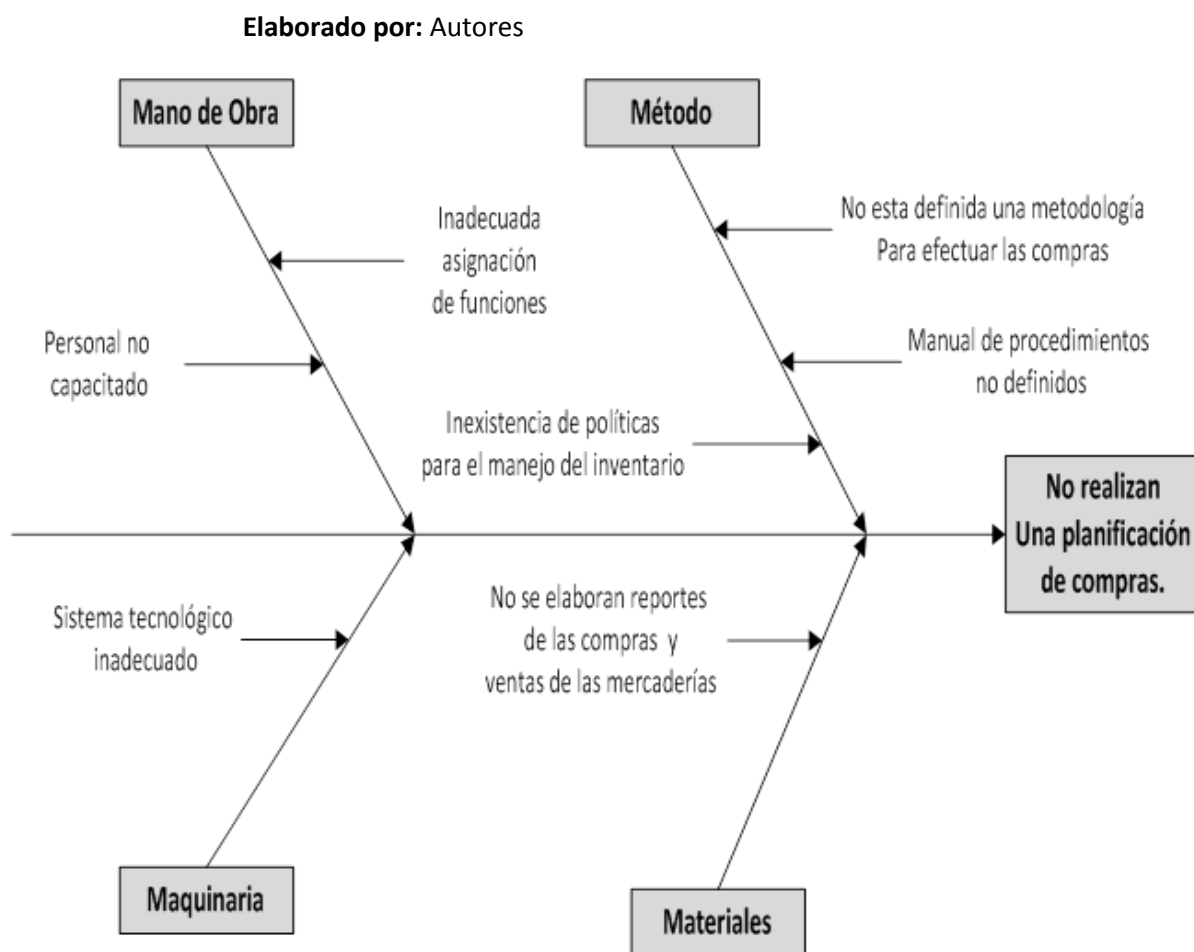 Elaborado por: Autores
Mano de Obra
Método
Inadecuada
asignación
de funciones
Personal no
capacitado
No esta definida una metodología
Para efectuar las compras
Manual de procedimientos
no definidos
Inexistencia de políticas
para el manejo del inventario
No realizan
Una planificación
de compras.
Sistema tecnológico
inadecuado
No se elaboran reportes
de las compras y
ventas de las mercaderías
Maquinaria
Materiales